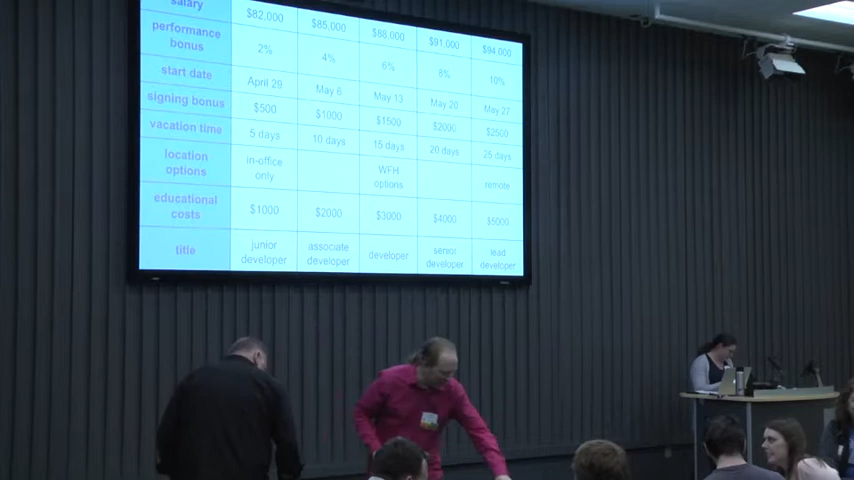 salary $82,000 $85,000 $88,000 $91,000 $94,000
performance
bonus 2% 4% 6% 8% 10%
start date April 29 May 6 May 13 May 20 May 27
signing bonus $500 $1000 $1500 $2000 $2500
vacation time 5 days 10 days 15 days 20 days 25 days
location
options in-office
only WFH
options remote
educational
costs $1000 $2000 $3000 $4000 $5000
title junior
developer associate
developer developer senior
developer lead
developer